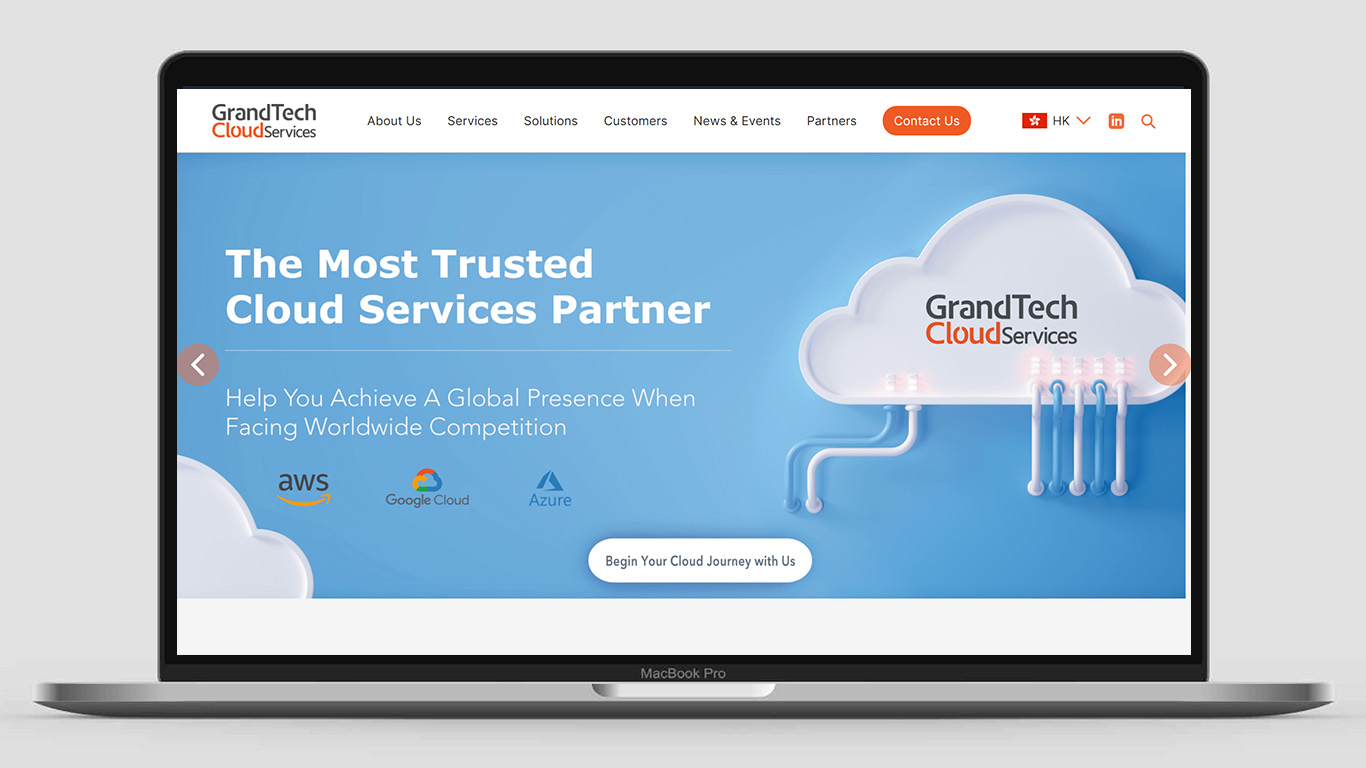 GrandTech
CloudServices
About Us
Services
Solutions
Customers
News & Events
Partners
Contact Us
HK
in
The Most Trusted
Cloud Services Partner
Help You Achieve A Global Presence When
Facing Worldwide Competition
aws
Google Cloud
Azure
GrandTech
CloudServices
Begin Your Cloud Journey with Us
MacBook Pro